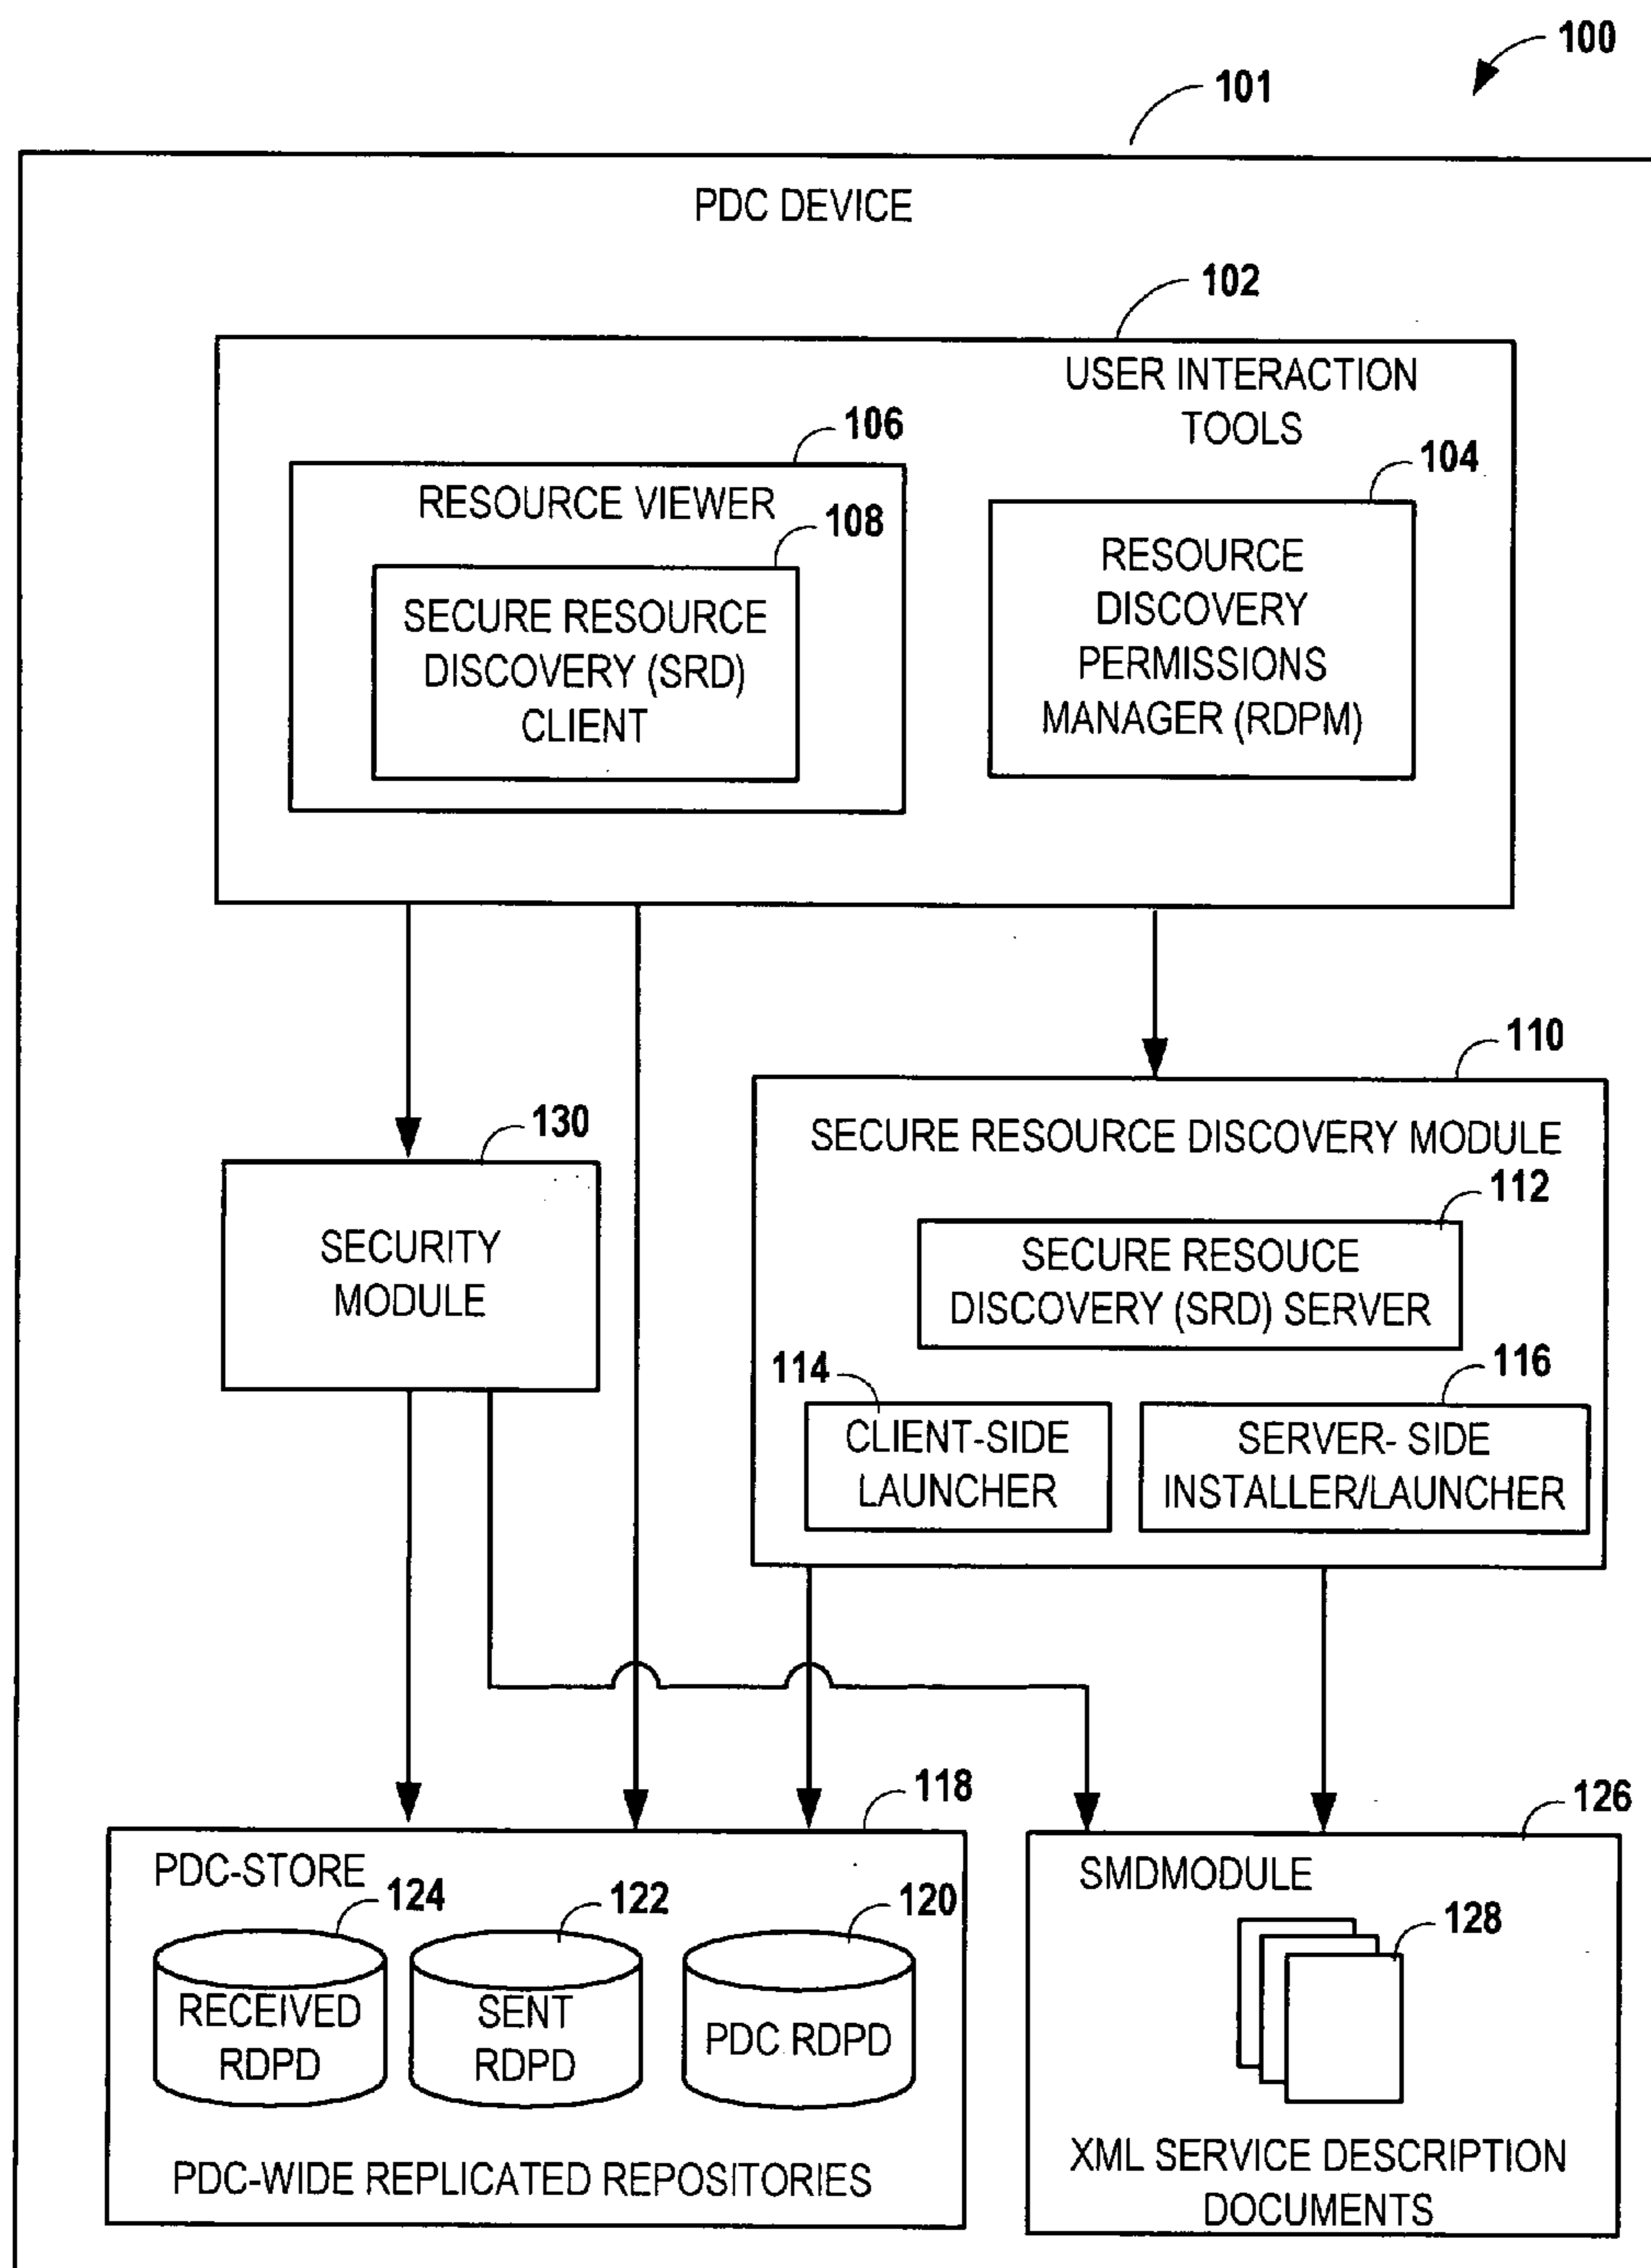 100
101
PDC DEVICE
102
USER INTERACTION
TOOLS
106
RESOURCE VIEWER
108
SECURE RESOURCE
DISCOVERY (SRD)
CLIENT
104
RESOURCE
DISCOVERY
PERMISSIONS
MANAGER (RDPM)
110
SECURE RESOURCE DISCOVERY MODULE
130
SECURITY
MODULE
112
SECURE RESOUCE
DISCOVERY (SRD) SERVER
114
CLIENT-SIDE
LAUNCHER
116
SERVER- SIDE
INSTALLER/LAUNCHER
118
PDC-STORE
124
RECEIVED
RDPD
122
SENT
RDPD
120
PDC RDPD
PDC-WIDE REPLICATED REPOSITORIES
126
SMDMODULE
128
XML SERVICE DESCRIPTION
DOCUMENTS